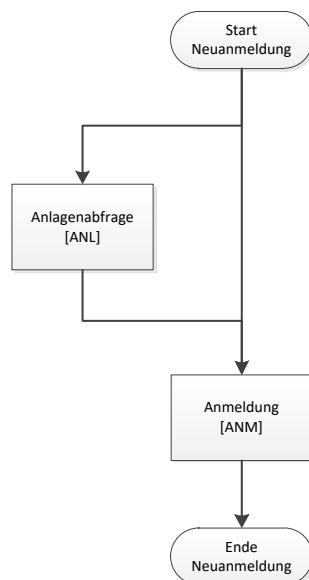 Start
Neuanmeldung
Anlagenabfrage
[ANL]
Anmeldung
[ANM]
Ende
Neuanmeldung